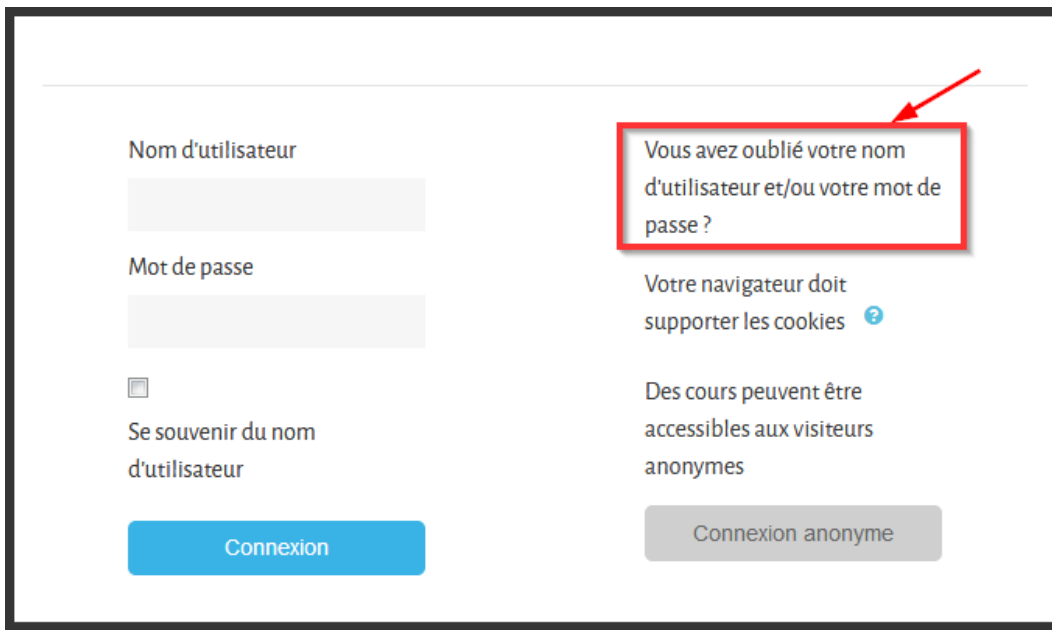 Nom d'utilisateur
Mot de passe
Se souvenir du nom
d'utilisateur
Connexion
Vous avez oublié votre nom
d'utilisateur et/ou votre mot de
passe ?
Votre navigateur doit
supporter les cookies ?
Des cours peuvent être
accessibles aux visiteurs
anonymes
Connexion anonyme